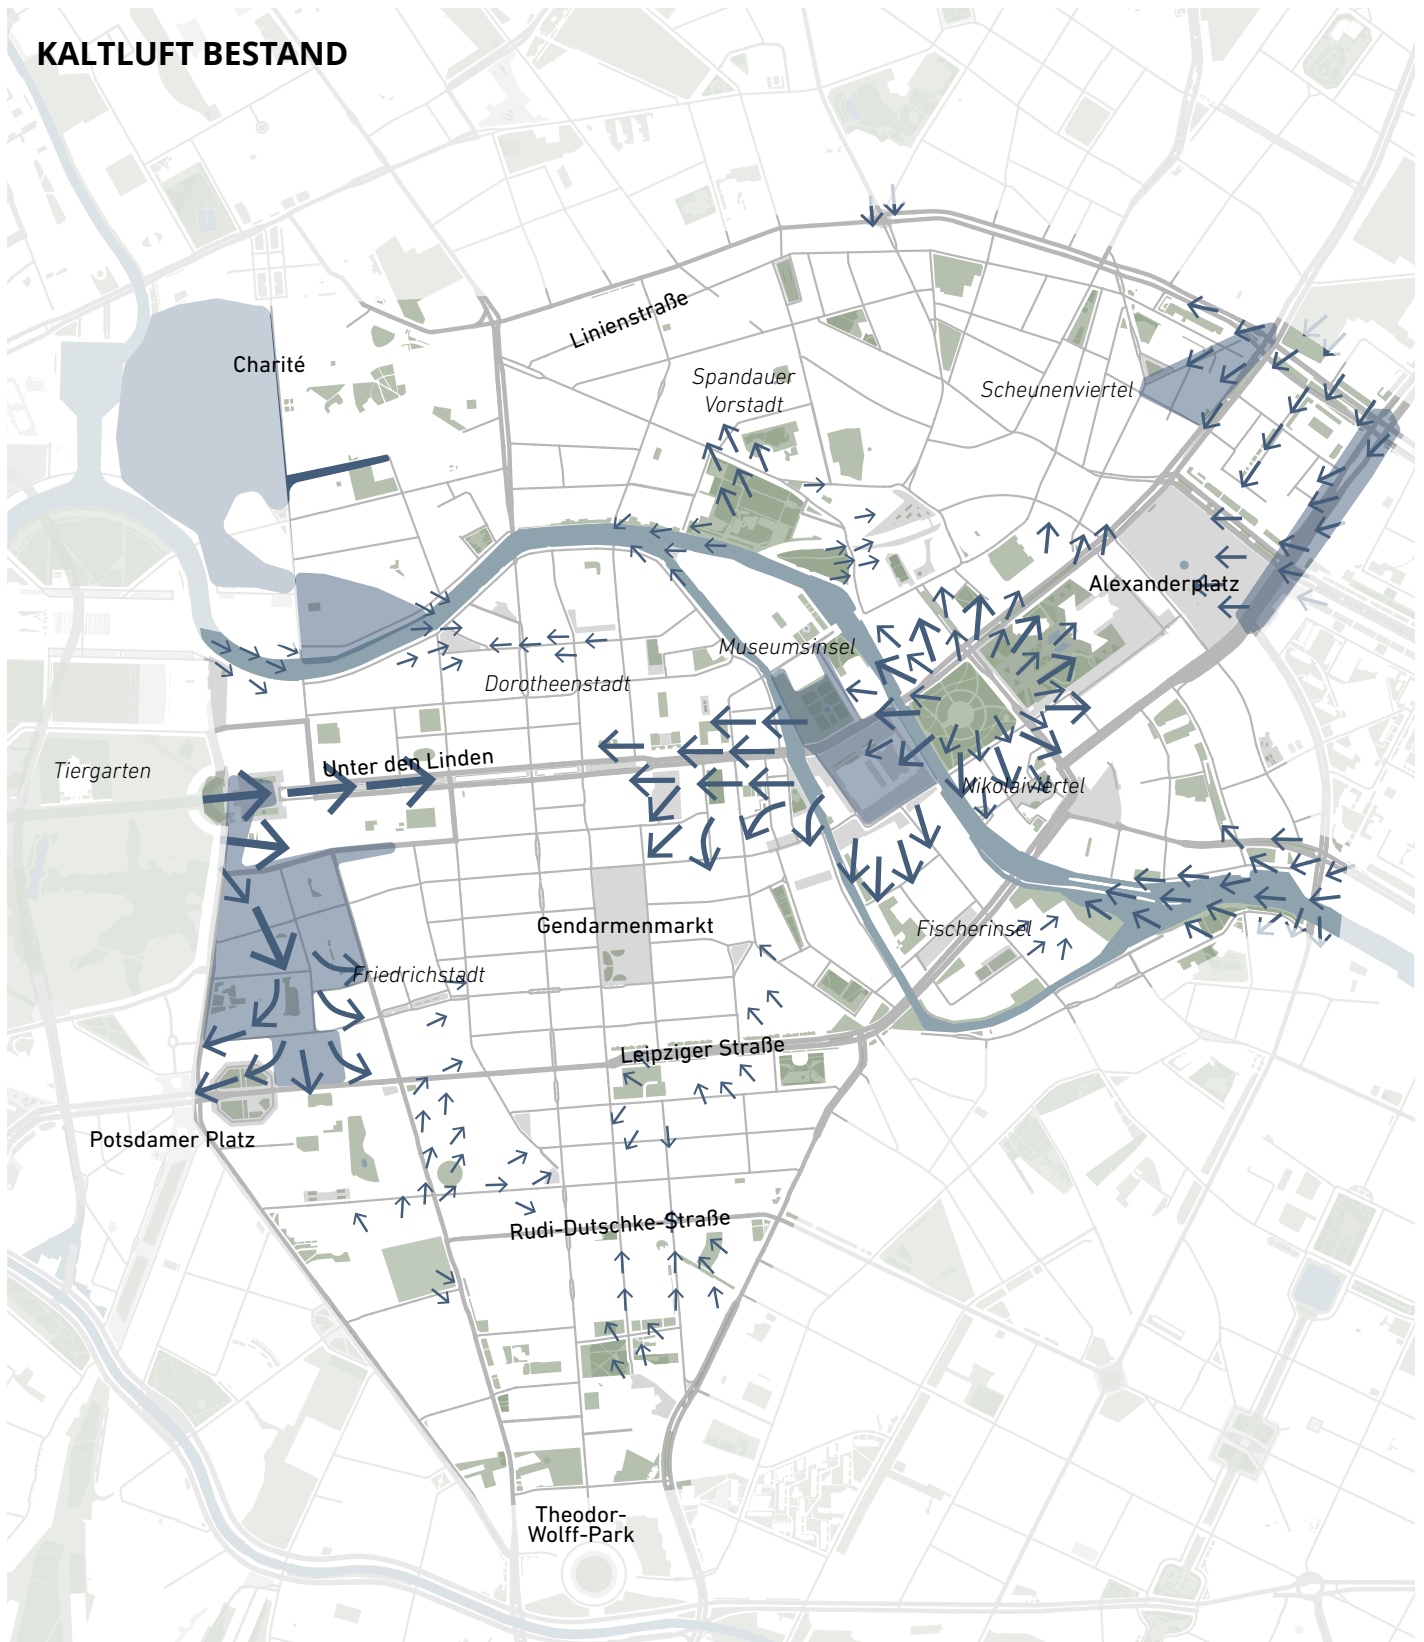 KALTLUFT BESTAND
Linienstraße
Charité
Spandauer
Vorstadt
Scheunenviertel
Alexanderplatz
Museumsinsel
Dorotheenstadt
Unter den Linden
Tiergarten
Nikolaiviertel
Gendarmenmarkt
Fischerinsel
Friedrichstadt
Leipziger Straße
Potsdamer Platz
Rudi-Dutschke-Straße
Theodor-
Wolff-Park